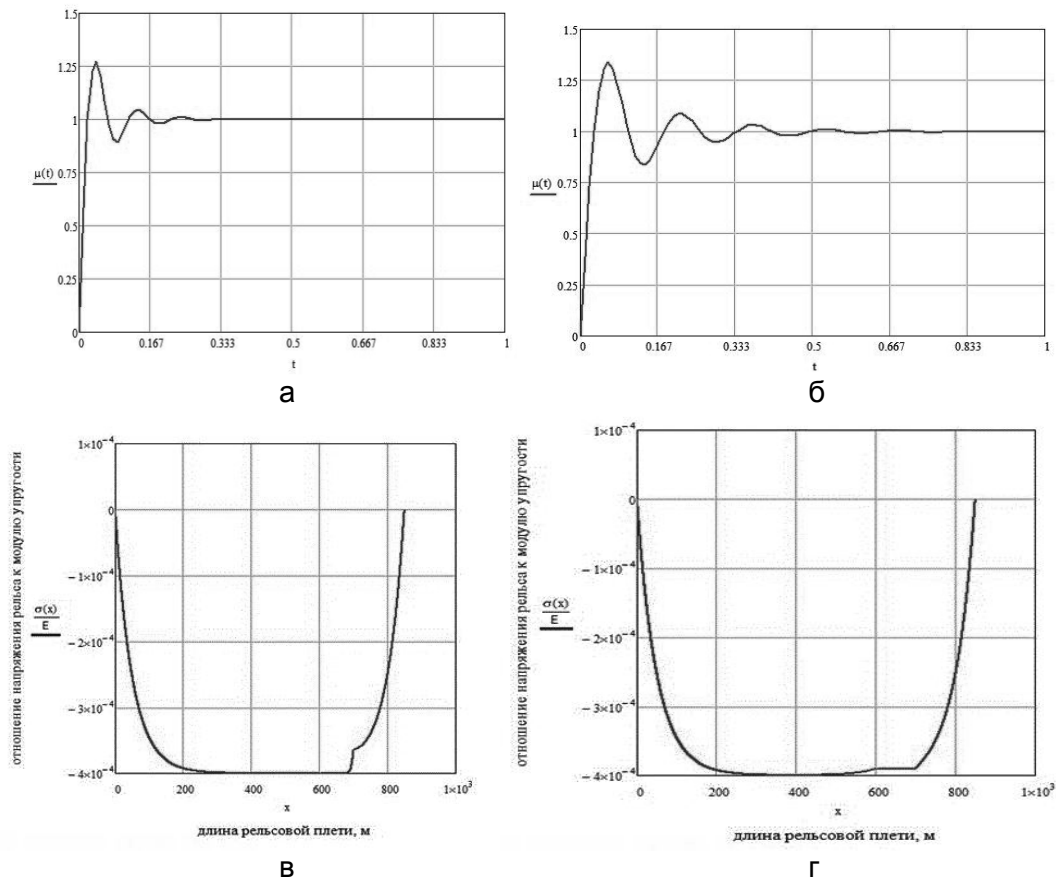 1.5
1.25
1
0.75
μ(t)
0.5
0.25
0
0 0.167 0.333 0.5 0.667 0.833 1
t
а
1.5
1.25
1
0.75
μ(t)
0.5
0.25
0
0 0.167 0.333 0.5 0.667 0.833 1
t
б
отношение напряжения рельса к модулю упругости
1×10⁻⁴
0
−1×10⁻⁴
σ(x)
E
−2×10⁻⁴
−3×10⁻⁴
−4×10⁻⁴
0 200 400 600 800 1×10³
x
длина рельсовой плети, м
в
отношение напряжения рельса к модулю упругости
1×10⁻⁴
0
−1×10⁻⁴
σ(x)
E
−2×10⁻⁴
−3×10⁻⁴
−4×10⁻⁴
0 200 400 600 800 1×10³
x
длина рельсовой плети, м
г